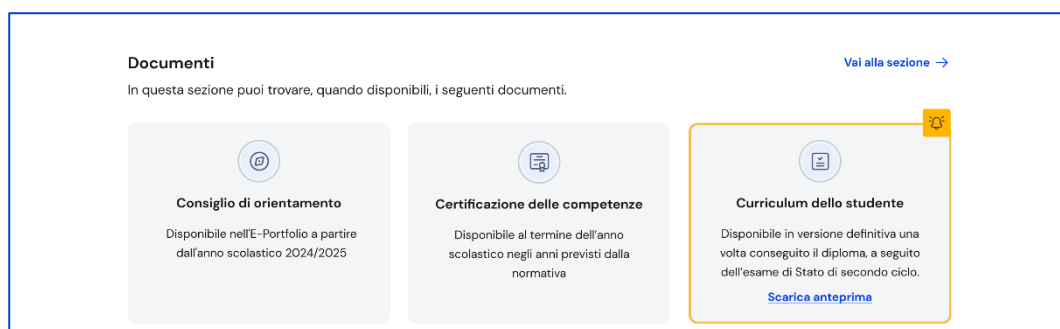 Documenti
Vai alla sezione →
In questa sezione puoi trovare, quando disponibili, i seguenti documenti.
Consiglio di orientamento
Disponibile nell'E-Portfolio a partire
dall'anno scolastico 2024/2025
Certificazione delle competenze
Disponibile al termine dell'anno
scolastico negli anni previsti dalla
normativa
Curriculum dello studente
Disponibile in versione definitiva una
volta conseguito il diploma, a seguito
dell'esame di Stato di secondo ciclo.
Scarica anteprima